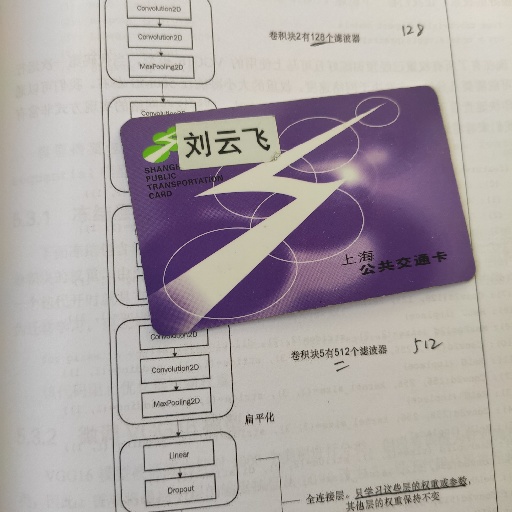 Convolution2D
Convolution2D
MaxPooling2D
卷积块2有128个滤波器
128
Convolution2D
刘云飞
PUBLIC
TRANSPORTATION
CARD
上海
公共交通卡
Convolution2D
Convolution2D
MaxPooling2D
卷积块5有512个滤波器
512
扁平化
Linear
Dropout
全连接层。只学习这些层的权重或参数，
其他层的权重保持不变